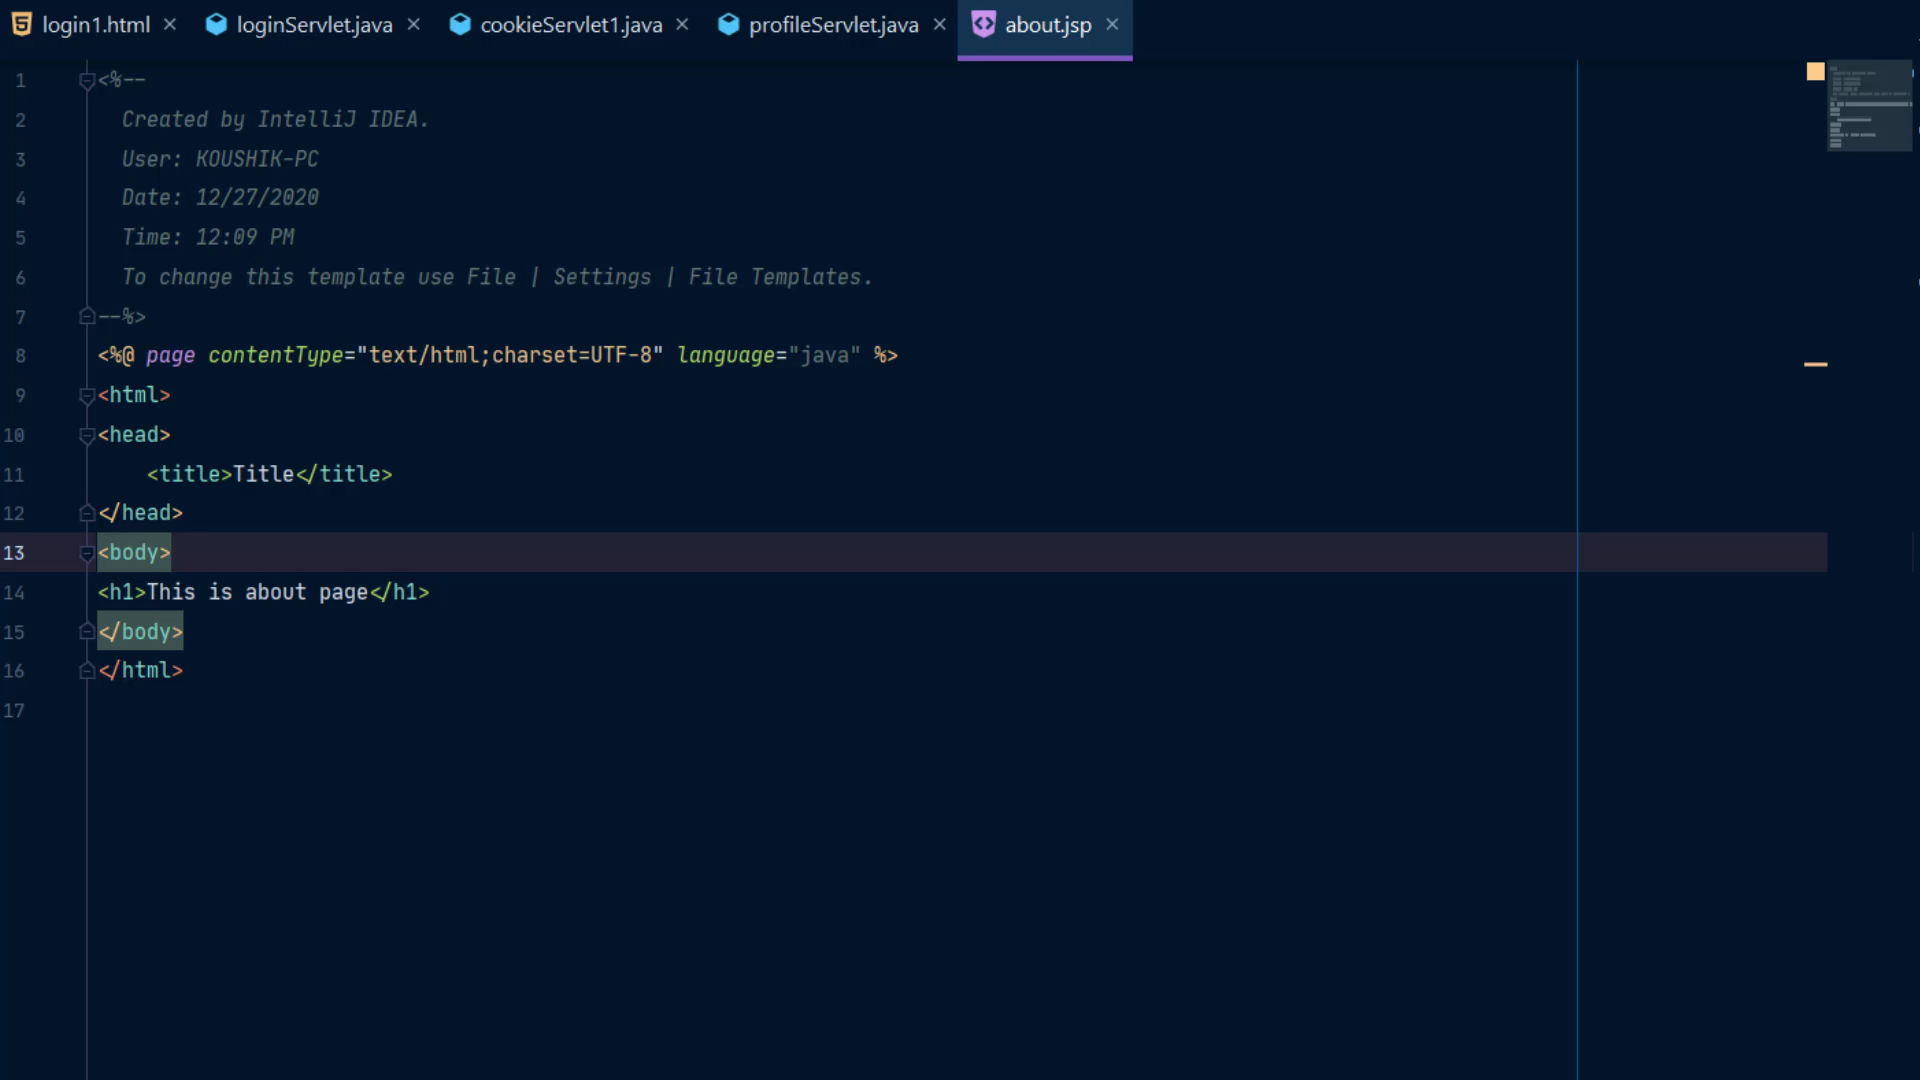 login1.html × loginServlet.java × cookieServlet1.java × profileServlet.java × about.jsp ×
1 <%--
2 Created by IntelliJ IDEA.
3 User: KOUSHIK-PC
4 Date: 12/27/2020
5 Time: 12:09 PM
6 To change this template use File | Settings | File Templates.
7 --%>
8 <%@ page contentType="text/html;charset=UTF-8" language="java" %>
9 <html>
10 <head>
11 <title>Title</title>
12 </head>
13 <body>
14 <h1>This is about page</h1>
15 </body>
16 </html>
17